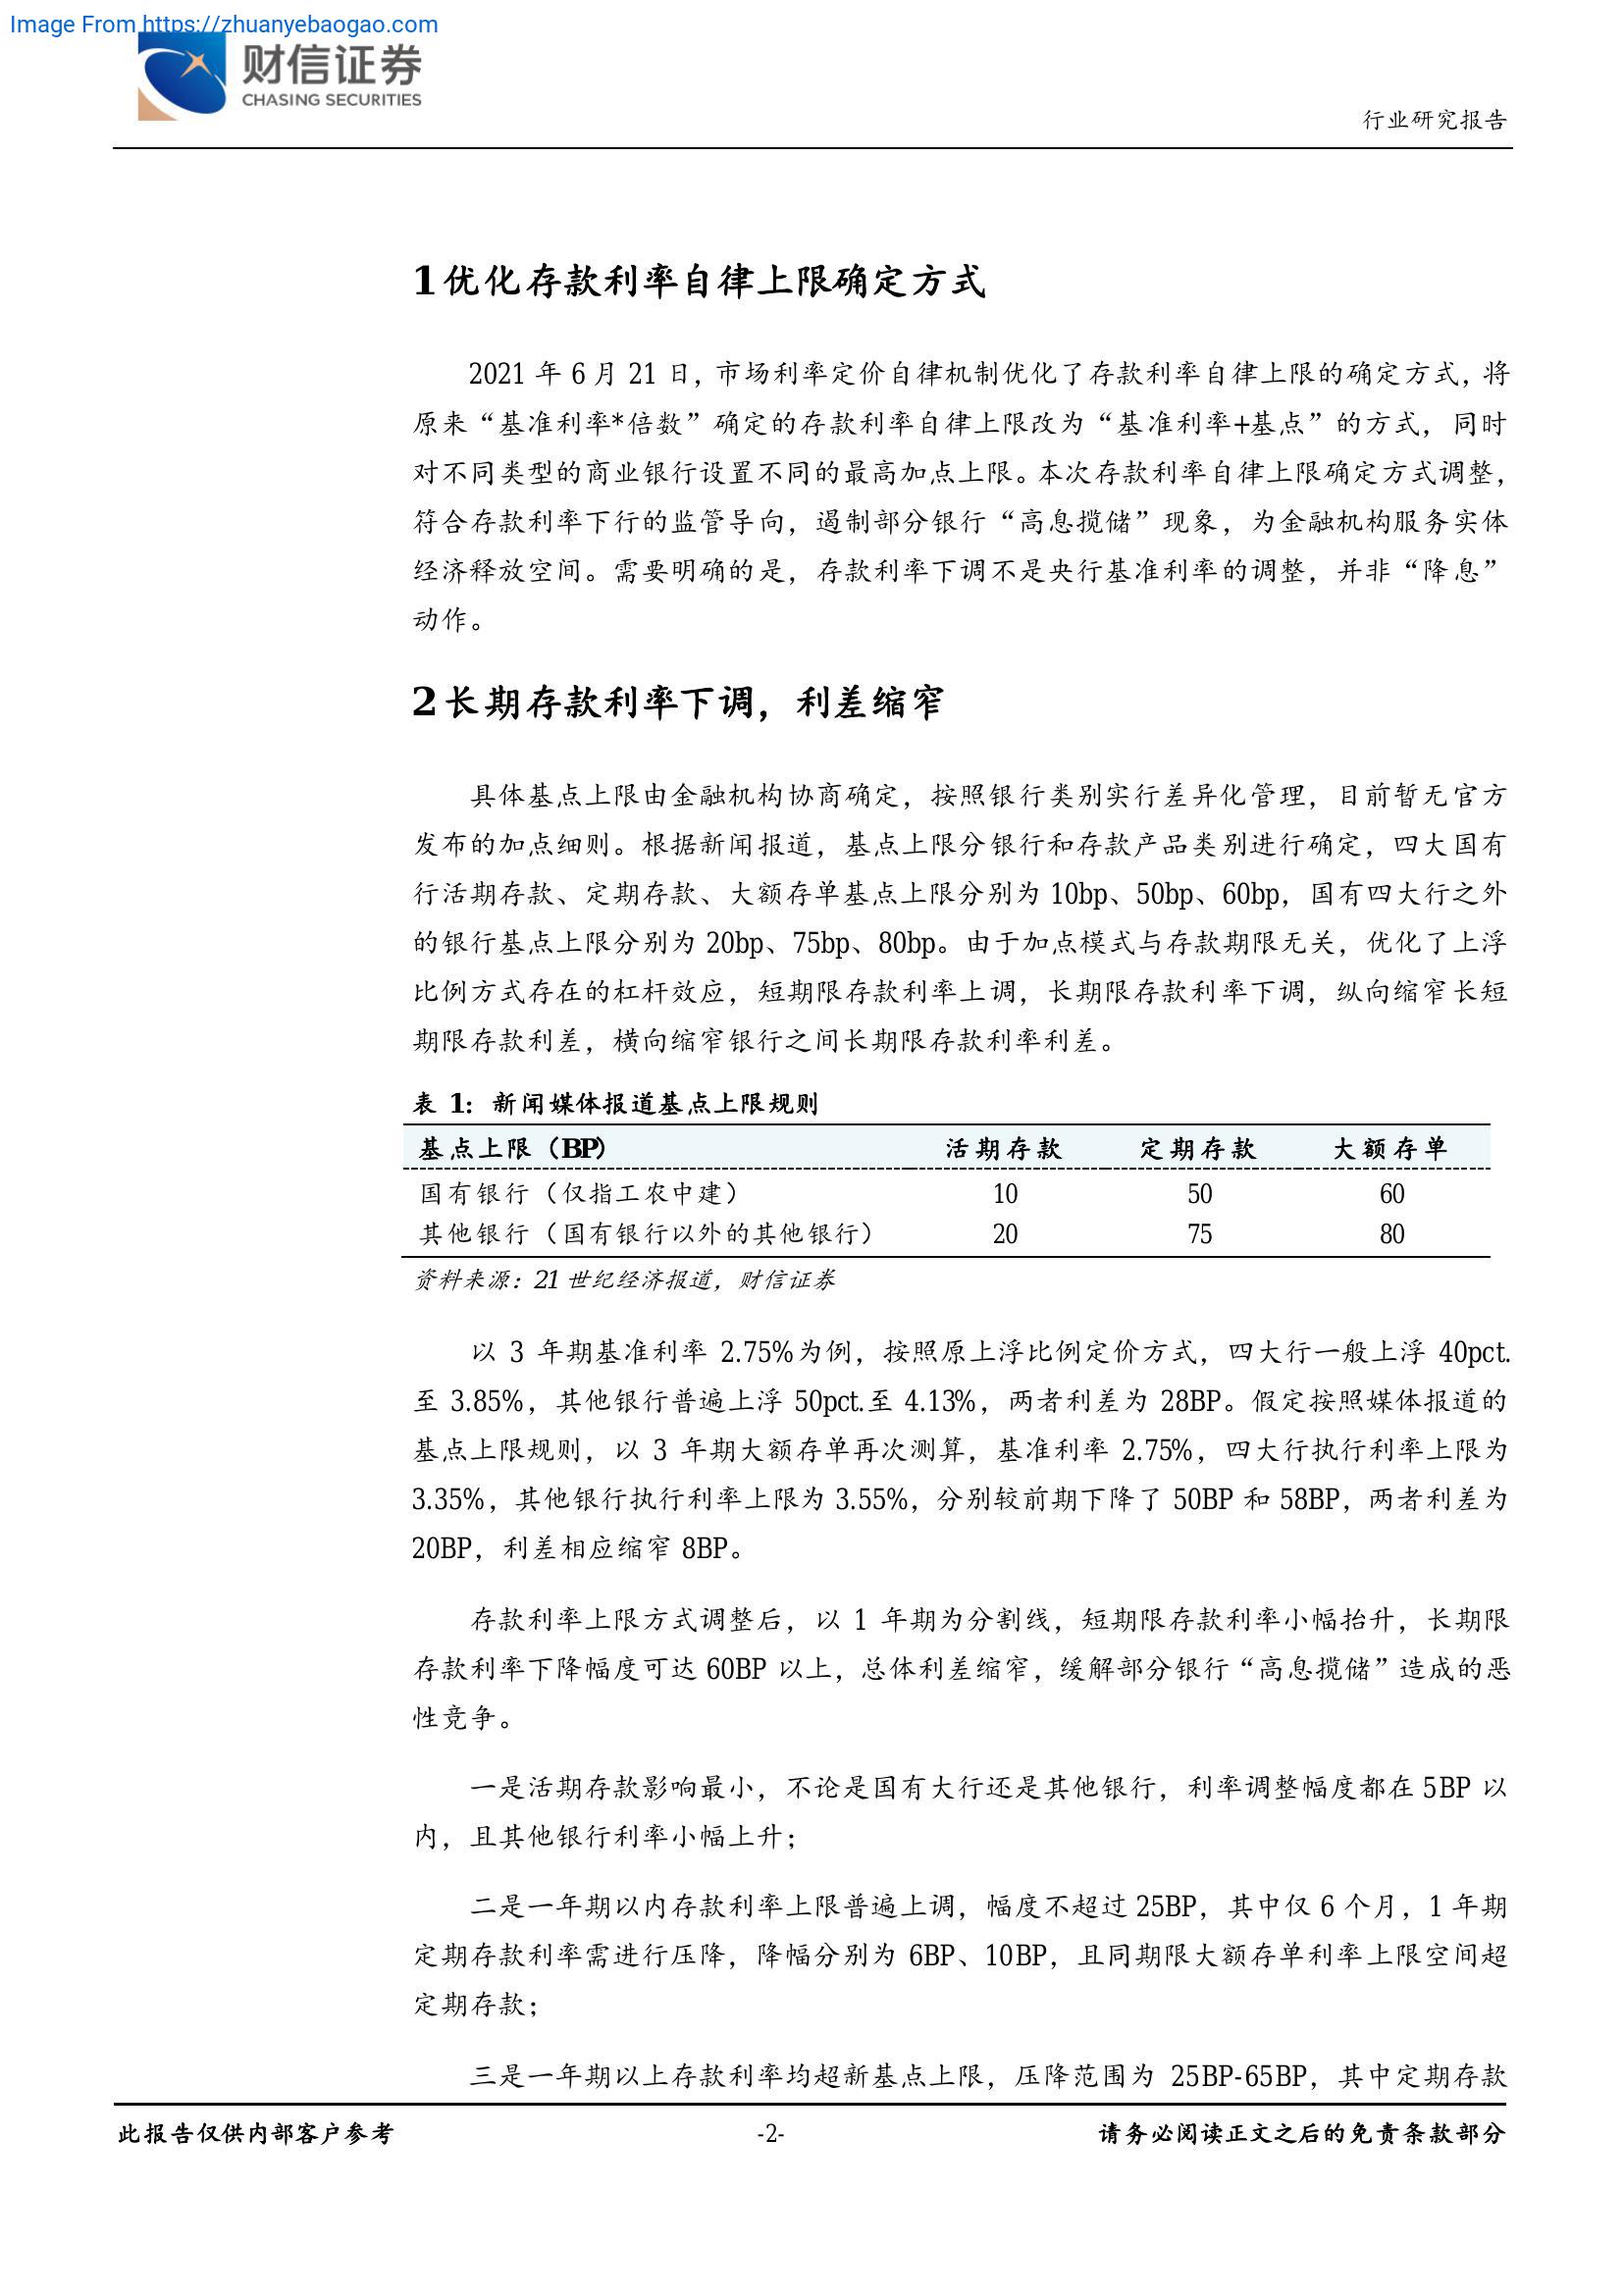 Image From https://zhuanyebaogao.com
财信证券
CHASING SECURITIES
行业研究报告
1优化存款利率自律上限确定方式
2021 年 6 月 21 日，市场利率定价自律机制优化了存款利率自律上限的确定方式，将
原来“基准利率*倍数”确定的存款利率自律上限改为“基准利率+基点”的方式，同时
对不同类型的商业银行设置不同的最高加点上限。本次存款利率自律上限确定方式调整，
符合存款利率下行的监管导向，遏制部分银行“高息揽储”现象，为金融机构服务实体
经济释放空间。需要明确的是，存款利率下调不是央行基准利率的调整，并非“降息”
动作。
2长期存款利率下调，利差缩窄
具体基点上限由金融机构协商确定，按照银行类别实行差异化管理，目前暂无官方
发布的加点细则。根据新闻报道，基点上限分银行和存款产品类别进行确定，四大国有
行活期存款、定期存款、大额存单基点上限分别为 10bp、50bp、60bp，国有四大行之外
的银行基点上限分别为 20bp、75bp、80bp。由于加点模式与存款期限无关，优化了上浮
比例方式存在的杠杆效应，短期限存款利率上调，长期限存款利率下调，纵向缩窄长短
期限存款利差，横向缩窄银行之间长期限存款利率利差。
表 1：新闻媒体报道基点上限规则
基点上限（BP） 活期存款 定期存款 大额存单
国有银行（仅指工农中建） 10 50 60
其他银行（国有银行以外的其他银行） 20 75 80
资料来源：21 世纪经济报道，财信证券
以 3 年期基准利率 2.75%为例，按照原上浮比例定价方式，四大行一般上浮 40pct.
至 3.85%，其他银行普遍上浮 50pct.至 4.13%，两者利差为 28BP。假定按照媒体报道的
基点上限规则，以 3 年期大额存单再次测算，基准利率 2.75%，四大行执行利率上限为
3.35%，其他银行执行利率上限为 3.55%，分别较前期下降了 50BP 和 58BP，两者利差为
20BP，利差相应缩窄 8BP。
存款利率上限方式调整后，以 1 年期为分割线，短期限存款利率小幅抬升，长期限
存款利率下降幅度可达 60BP 以上，总体利差缩窄，缓解部分银行“高息揽储”造成的恶
性竞争。
一是活期存款影响最小，不论是国有大行还是其他银行，利率调整幅度都在 5BP 以
内，且其他银行利率小幅上升；
二是一年期以内存款利率上限普遍上调，幅度不超过 25BP，其中仅 6 个月，1 年期
定期存款利率需进行压降，降幅分别为 6BP、10BP，且同期限大额存单利率上限空间超
定期存款；
三是一年期以上存款利率均超新基点上限，压降范围为 25BP-65BP，其中定期存款
此报告仅供内部客户参考 -2- 请务必阅读正文之后的免责条款部分